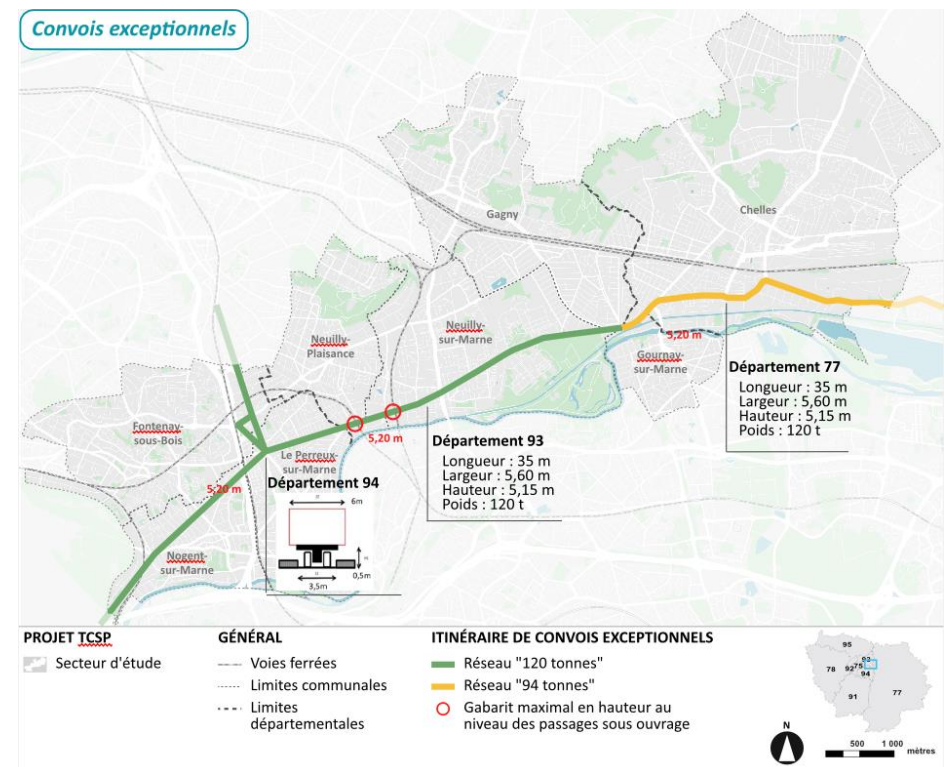 Convois exceptionnels
Gagny
Chelles
Neuilly-
Plaisance
Neuilly-
sur-Marne
5,20 m
Gournay-
sur-Marne
Département 77
Longueur : 35 m
Largeur : 5,60 m
Hauteur : 5,15 m
Poids : 120 t
Fontenay-
sous-Bois
5,20 m
Département 93
Longueur : 35 m
Largeur : 5,60 m
Hauteur : 5,15 m
Poids : 120 t
Le Perreux-
sur-Marne
Département 94
5,20 m
6m
0,5m
3,5m
Nogent-
sur-Marne
PROJET TCSP
Secteur d'étude
GÉNÉRAL
Voies ferrées
Limites communales
Limites
départementales
ITINÉRAIRE DE CONVOIS EXCEPTIONNELS
Réseau "120 tonnes"
Réseau "94 tonnes"
Gabarit maximal en hauteur au
niveau des passages sous ouvrage
95
93
78
92
75
94
91
77
N
500
1 000
mètres